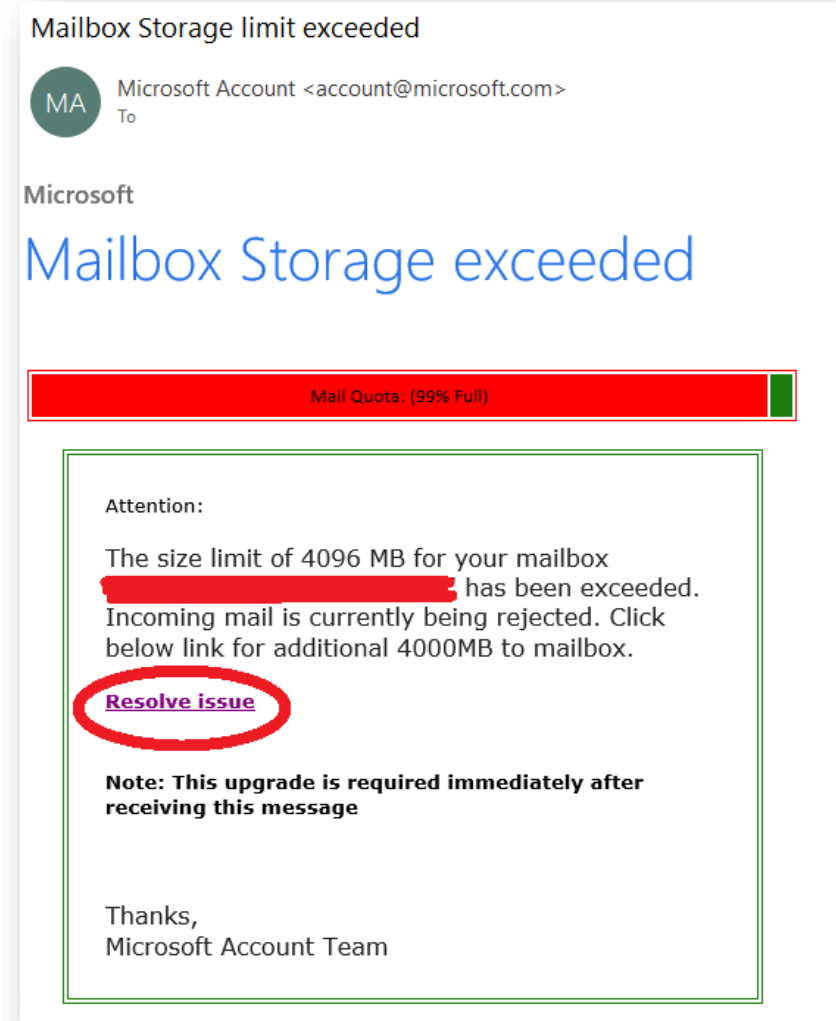 Mailbox Storage limit exceeded
MA
Microsoft Account <account@microsoft.com>
To
Microsoft
Mailbox Storage exceeded
Mail Quota: (99% Full)
Attention:
The size limit of 4096 MB for your mailbox
has been exceeded.
Incoming mail is currently being rejected. Click
below link for additional 4000MB to mailbox.
Resolve issue
Note: This upgrade is required immediately after
receiving this message
Thanks,
Microsoft Account Team